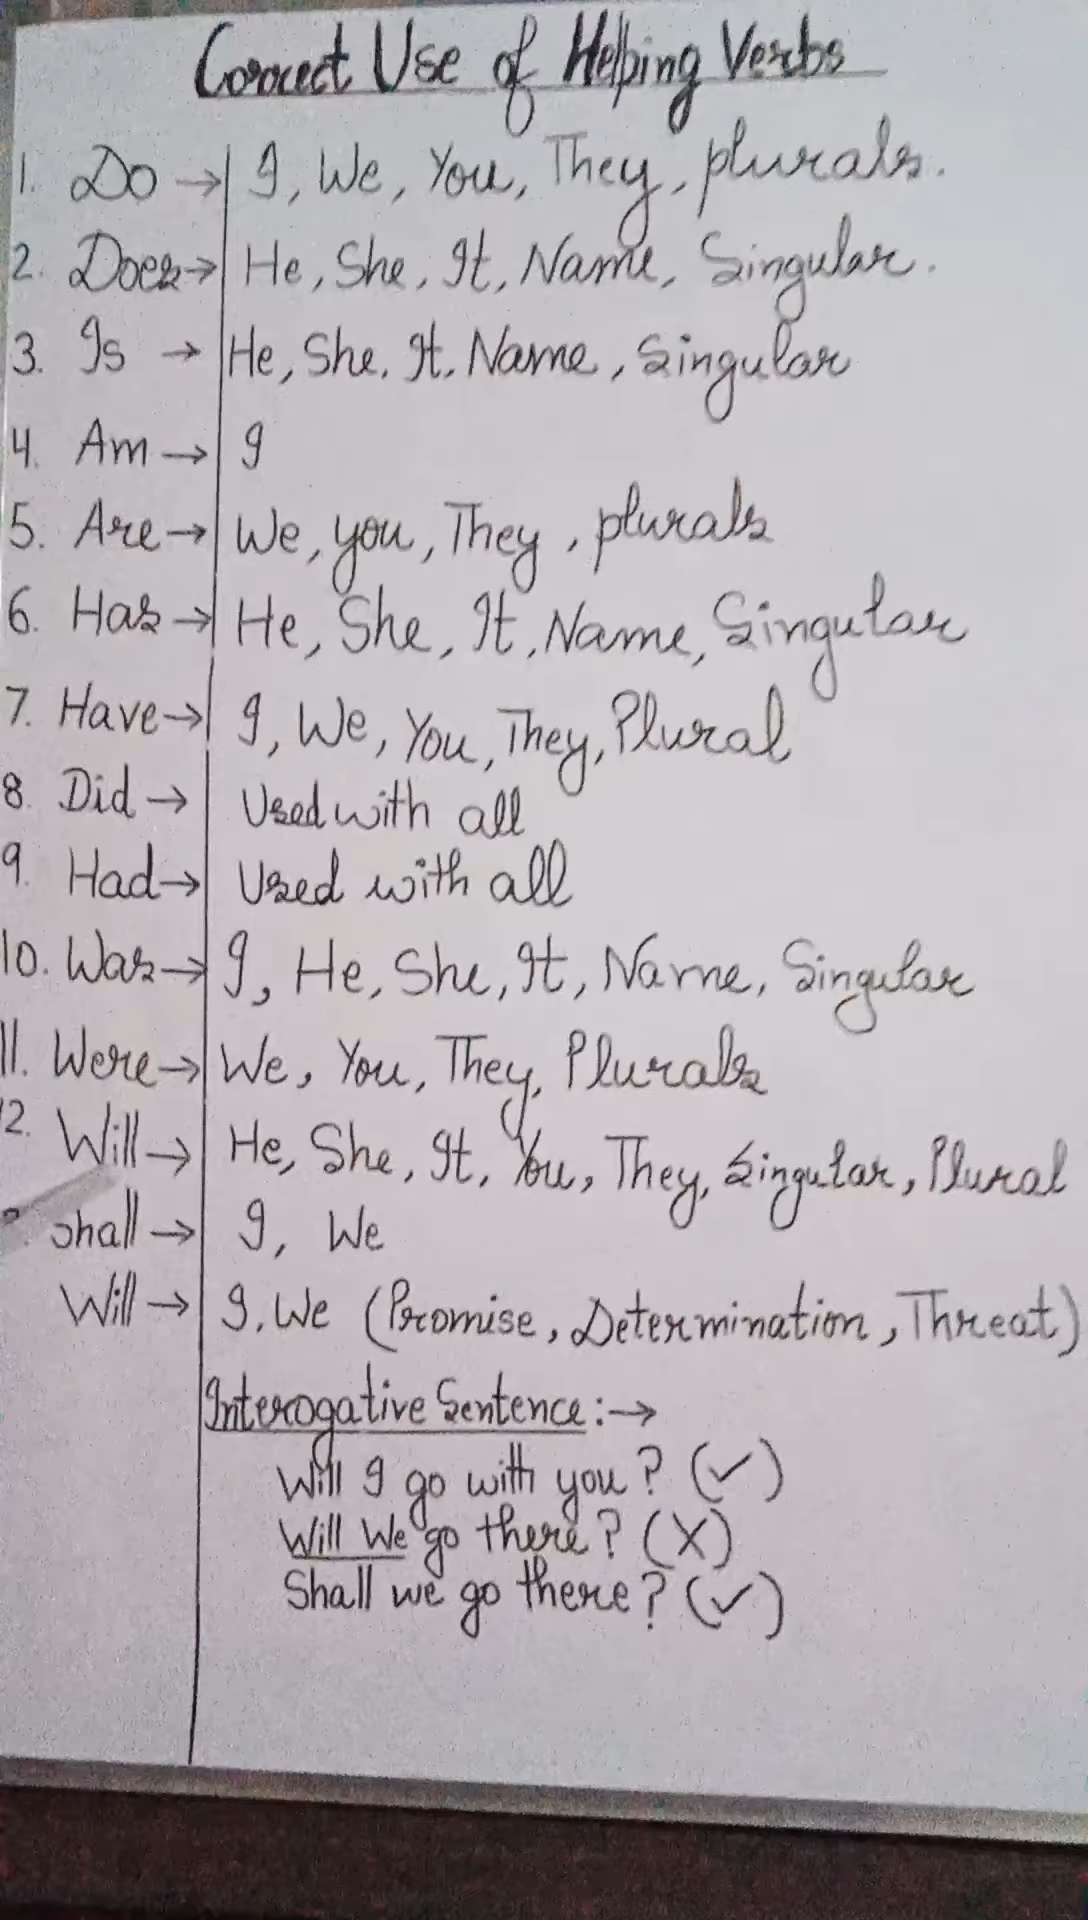 Correct Use of Helping Verbs
1. Do → I, We, You, They, plurals.
2. Does → He, She, It, Name, Singular.
3. Is → He, She, It, Name, Singular
4. Am → I
5. Are → We, you, They, plurals
6. Has → He, She, It, Name, Singular
7. Have → I, We, You, They, Plural
8. Did → Used with all
9. Had → Used with all
10. Was → I, He, She, It, Name, Singular
11. Were → We, You, They, Plurals
12. Will → He, She, It, You, They, Singular, Plural
Shall → I, We
Will → I, We (Promise, Determination, Threat)
Interogative Sentence :→
Will I go with you? (✓)
Will We go there? (X)
Shall we go there? (✓)